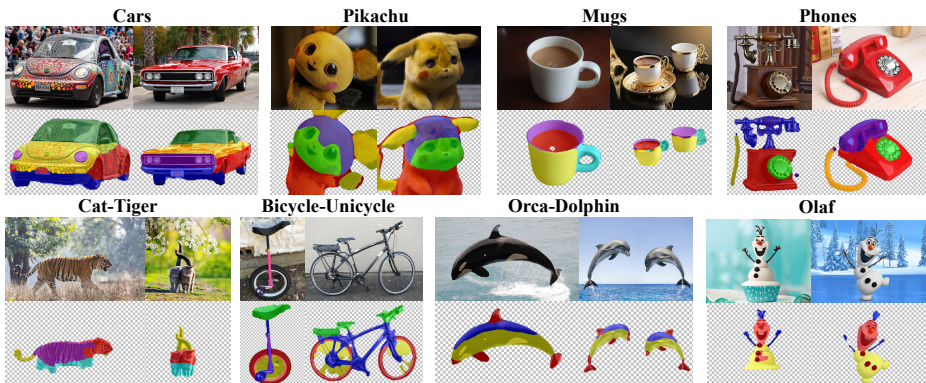 Cars
Pikachu
Mugs
Phones
Cat-Tiger
Bicycle-Unicycle
Orca-Dolphin
Olaf